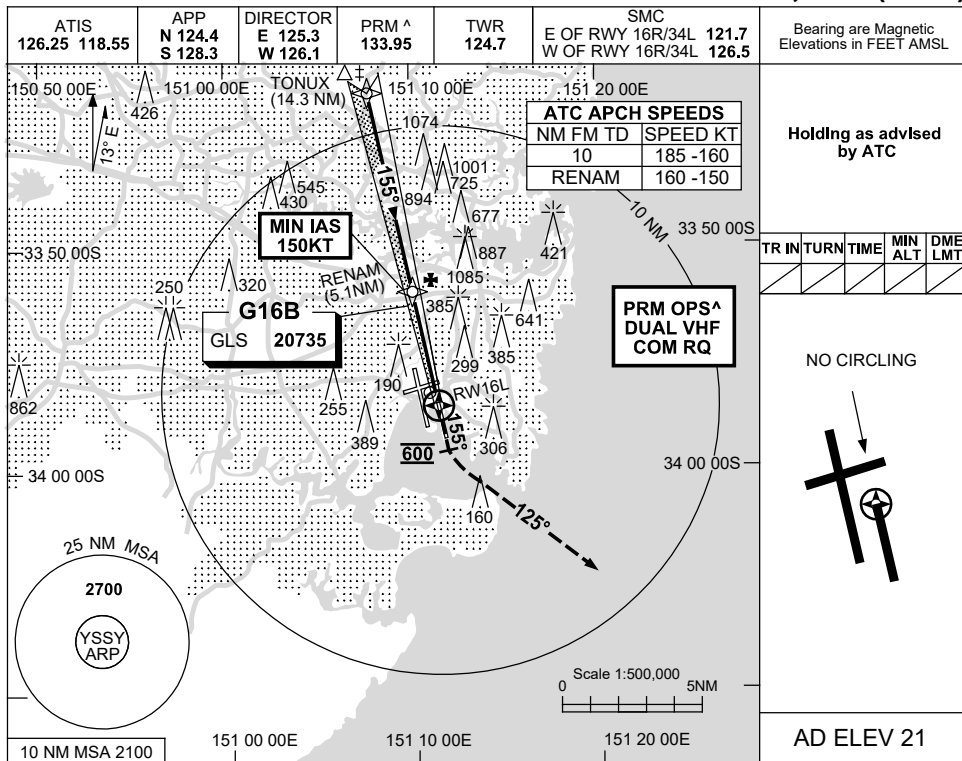 ATIS
126.25 118.55
APP
N 124.4
S 128.3
DIRECTOR
E 125.3
W 126.1
PRM ^
133.95
TWR
124.7
SMC
E OF RWY 16R/34L 121.7
W OF RWY 16R/34L 126.5
Bearing are Magnetic
Elevations in FEET AMSL
150 50 00E
151 00 00E
151 10 00E
151 20 00E
TONUX
(14.3 NM)
426
13° E
1074
ATC APCH SPEEDS
NM FM TD SPEED KT
10 185 -160
RENAM 160 -150
Holding as advised
by ATC
155°
545
430
894
1001
725
677
10 NM
MIN IAS
150KT
887
421
33 50 00S
33 50 00S
TR IN TURN TIME MIN ALT DME LMT
320
RENAM
(5.1NM)
1085
385
641
250
G16B
GLS 20735
PRM OPS^
DUAL VHF
COM RQ
385
299
NO CIRCLING
862
190
255
RW16L
389
155°
306
600
34 00 00S
34 00 00S
160
125°
25 NM MSA
2700
YSSY
ARP
Scale 1:500,000
0 5NM
10 NM MSA 2100
151 00 00E
151 10 00E
151 20 00E
AD ELEV 21